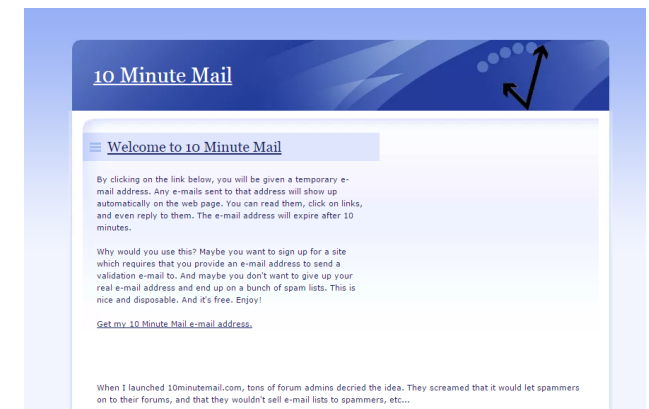 10 Minute Mail
Welcome to 10 Minute Mail
By clicking on the link below, you will be given a temporary e-
mail address. Any e-mails sent to that address will show up
automatically on the web page. You can read them, click on links,
and even reply to them. The e-mail address will expire after 10
minutes.
Why would you use this? Maybe you want to sign up for a site
which requires that you provide an e-mail address to send a
validation e-mail to. And maybe you don't want to give up your
real e-mail address and end up on a bunch of spam lists. This is
nice and disposable. And it's free. Enjoy!
Get my 10 Minute Mail e-mail address.
When I launched 10minutemail.com, tons of forum admins decried the idea. They screamed that it would let spammers
on to their forums, and that they wouldn't sell e-mail lists to spammers, etc...